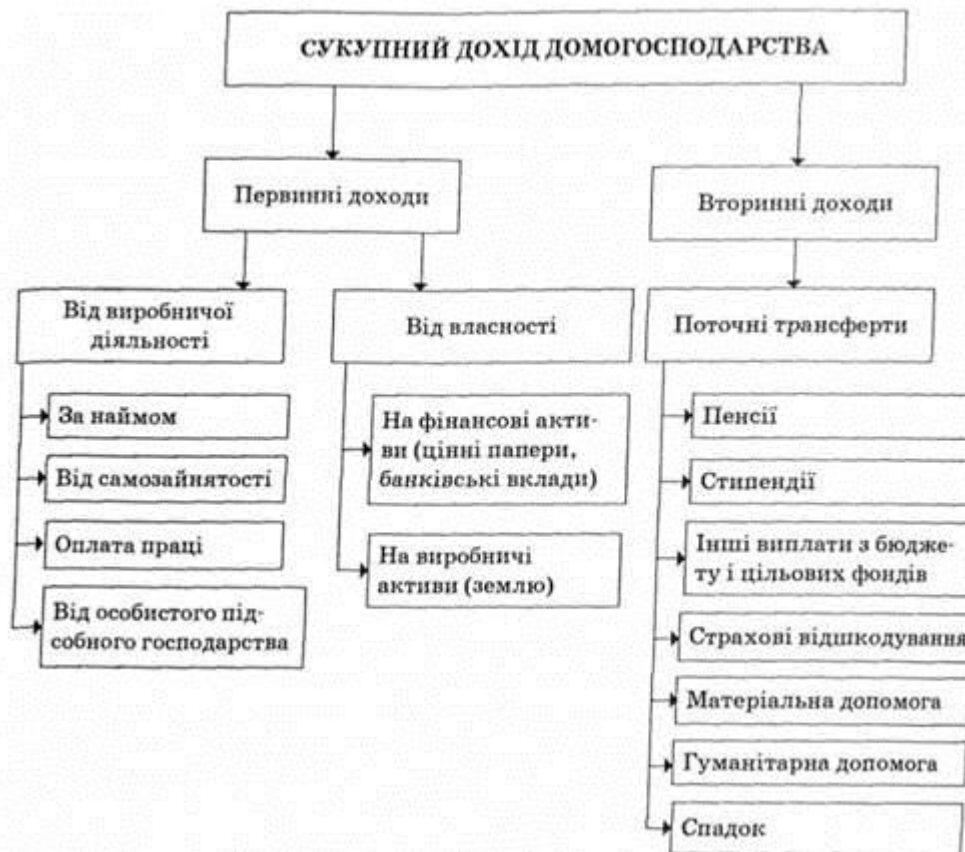 СУКУПНИЙ ДОХІД ДОМОГОСПОДАРСТВА
Первинні доходи
Вторинні доходи
Від виробничої
діяльності
Від власності
Поточні трансферти
За наймом
Від самозайнятості
Оплата праці
Від особистого під-
собного господарства
На фінансові акти-
ви (цінні папери,
банківські вклади)
На виробничі
активи (землю)
Пенсії
Стипендії
Інші виплати з бюдже-
ту і цільових фондів
Страхові відшкодування
Матеріальна допомога
Гуманітарна допомога
Спадок